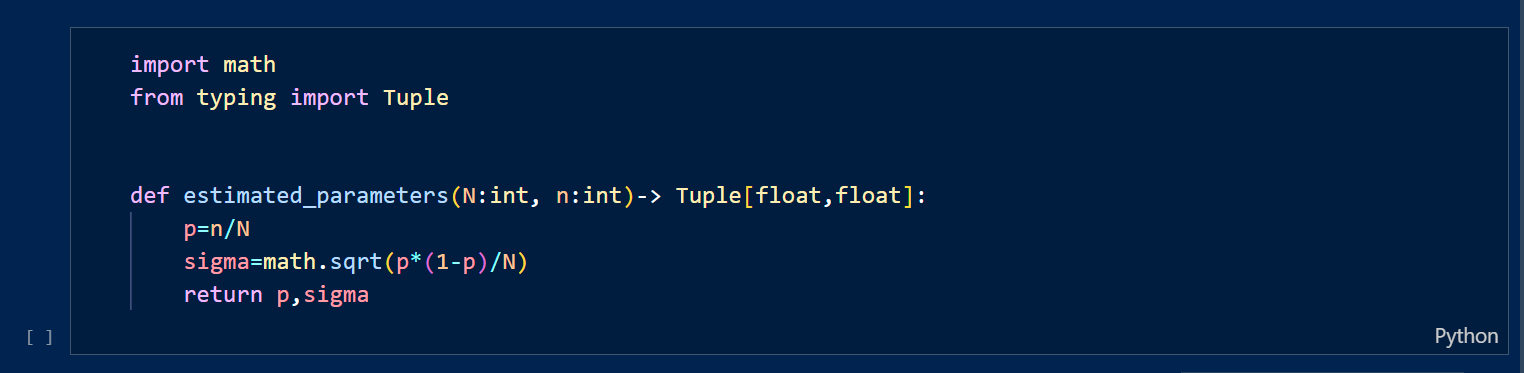 import math
from typing import Tuple
def estimated_parameters(N:int, n:int)-> Tuple[float,float]:
    p=n/N
    sigma=math.sqrt(p*(1-p)/N)
    return p,sigma
[ ]
Python